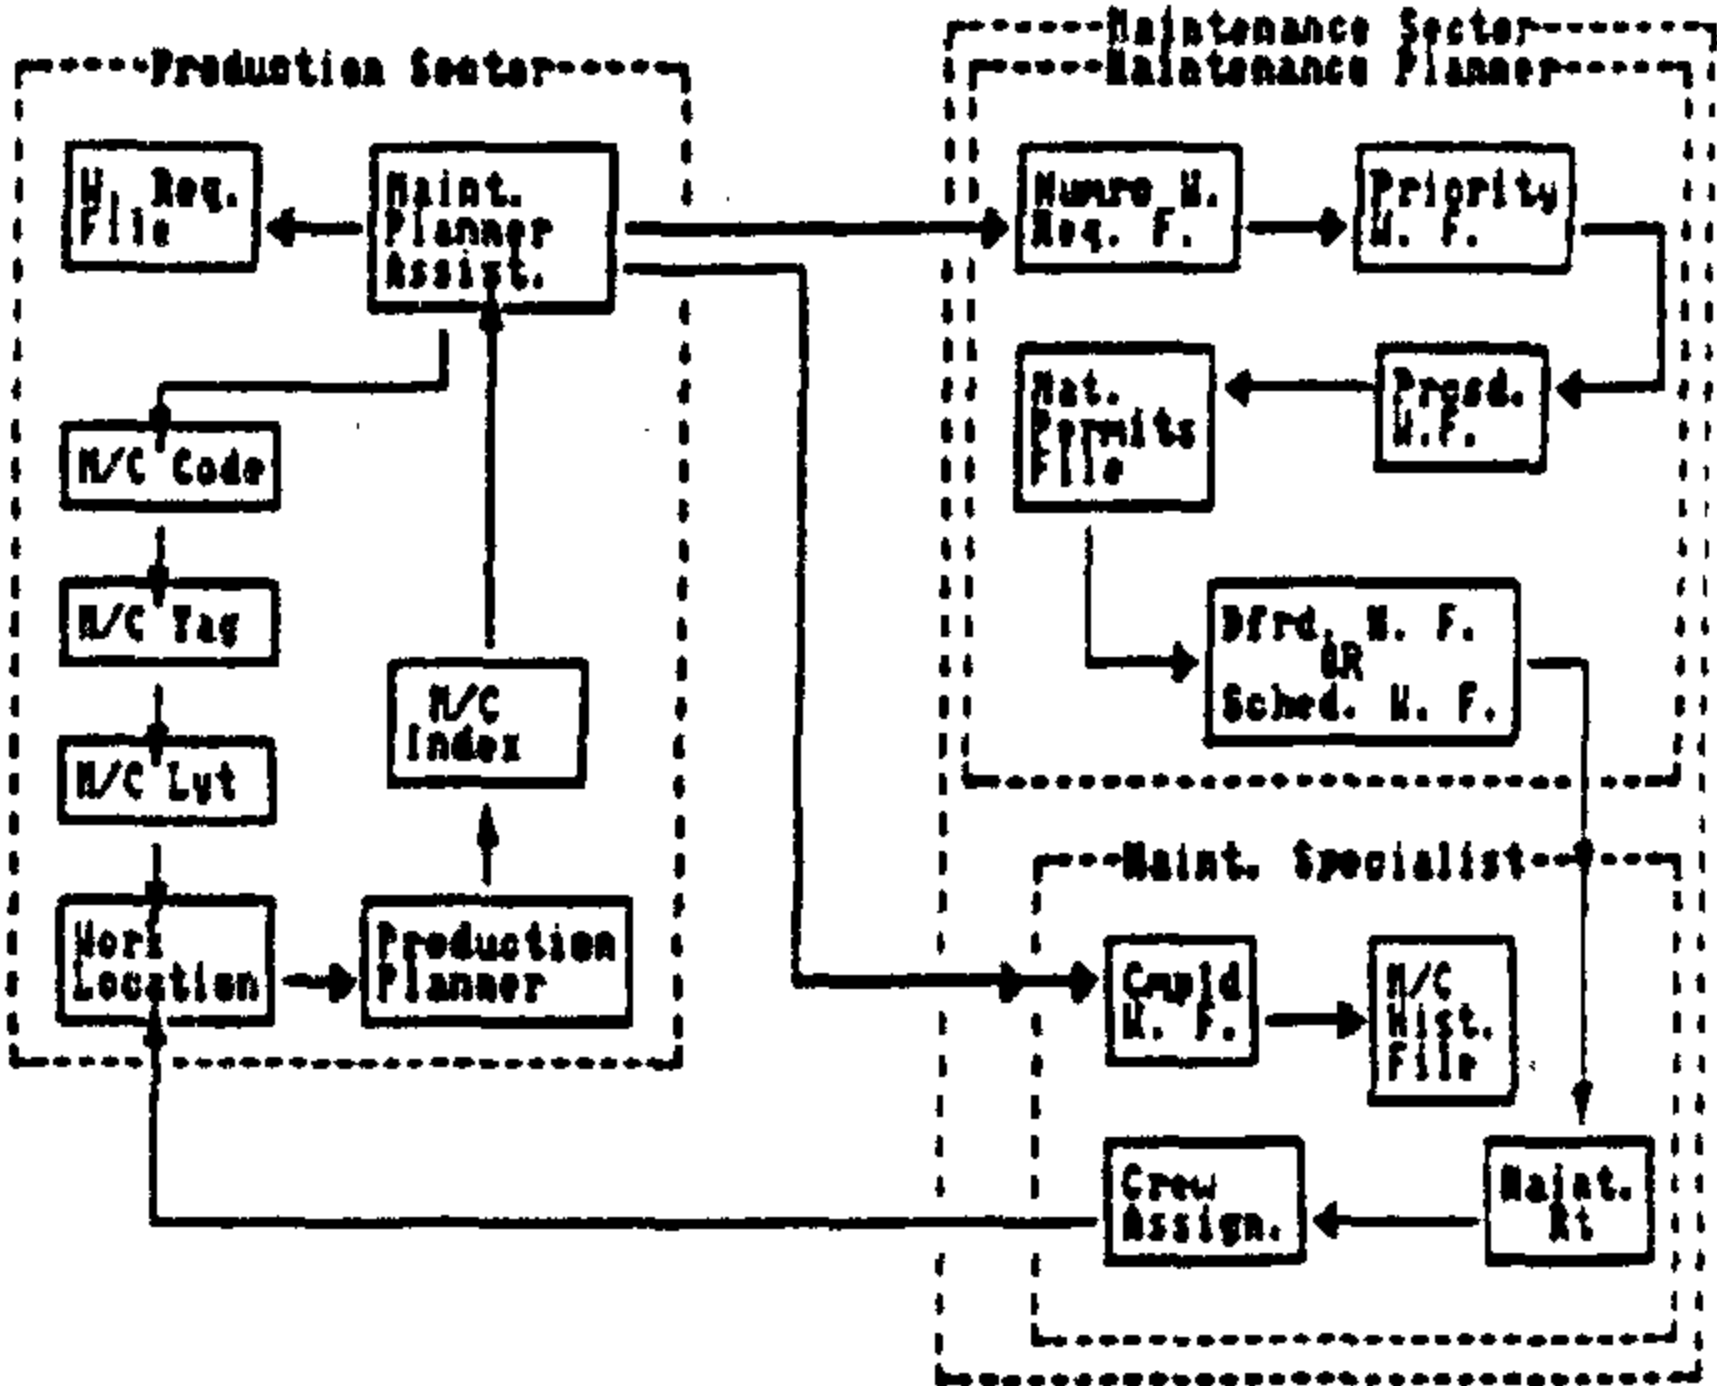 Production Sector
W. Req.
File
Maint.
Planner
Assist.
M/C Code
M/C Tag
M/C Lyt
Work
Location
M/C
Index
Production
Planner
Maintenance Sector
Maintenance Planner
Numro W.
Req. F.
Priority
W. F.
Mat.
Permits
File
Prcsd.
W.F.
Dfrd. W. F.
OR
Sched. W. F.
Maint. Specialist
Cmpld
W. F.
M/C
Hist.
File
Crew
Assign.
Maint.
Rt